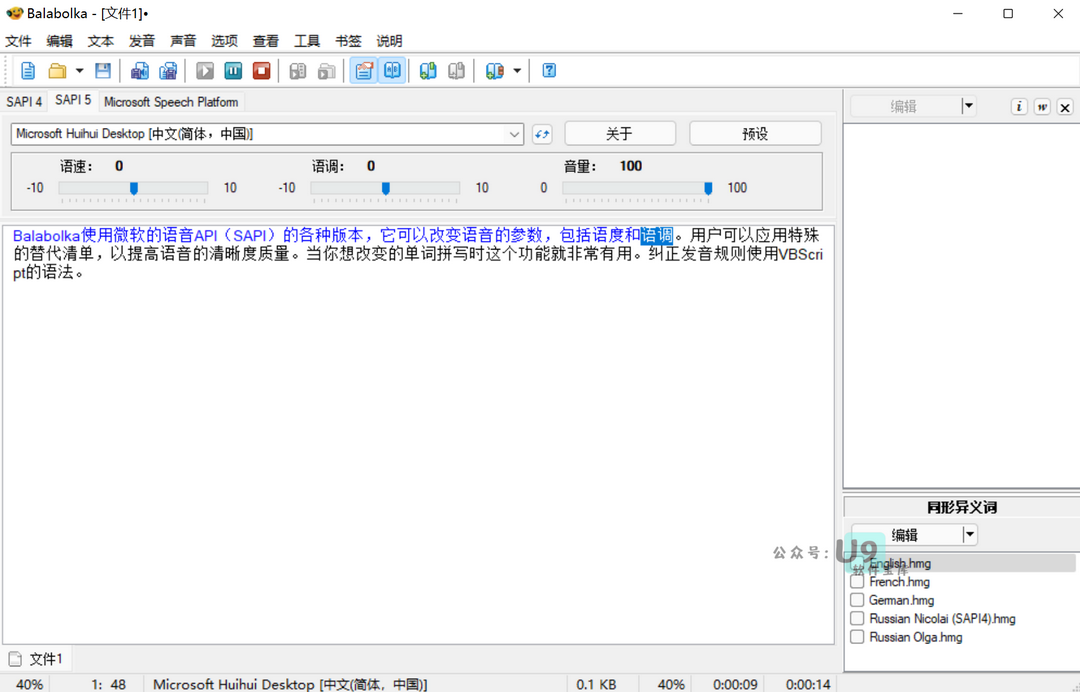 Balabolka - [文件1]•
文件 编辑 文本 发音 声音 选项 查看 工具 书签 说明
SAPI 4 SAPI 5 Microsoft Speech Platform
编辑
Microsoft Huihui Desktop [中文(简体，中国)] 关于 预设
语速： 0 语调： 0 音量： 100
-10 10 -10 10 0 100
Balabolka使用微软的语音API（SAPI）的各种版本，它可以改变语音的参数，包括语度和语调。用户可以应用特殊
的替代清单，以提高语音的清晰度质量。当你想改变的单词拼写时这个功能就非常有用。纠正发音规则使用VBScri
pt的语法。
同形异义词
编辑
公众号：U9
软件宝库
English.hmg
French.hmg
German.hmg
Russian Nicolai (SAPI4).hmg
Russian Olga.hmg
文件1
40% 1: 48 Microsoft Huihui Desktop [中文(简体，中国)] 0.1 KB 40% 0:00:09 0:00:14